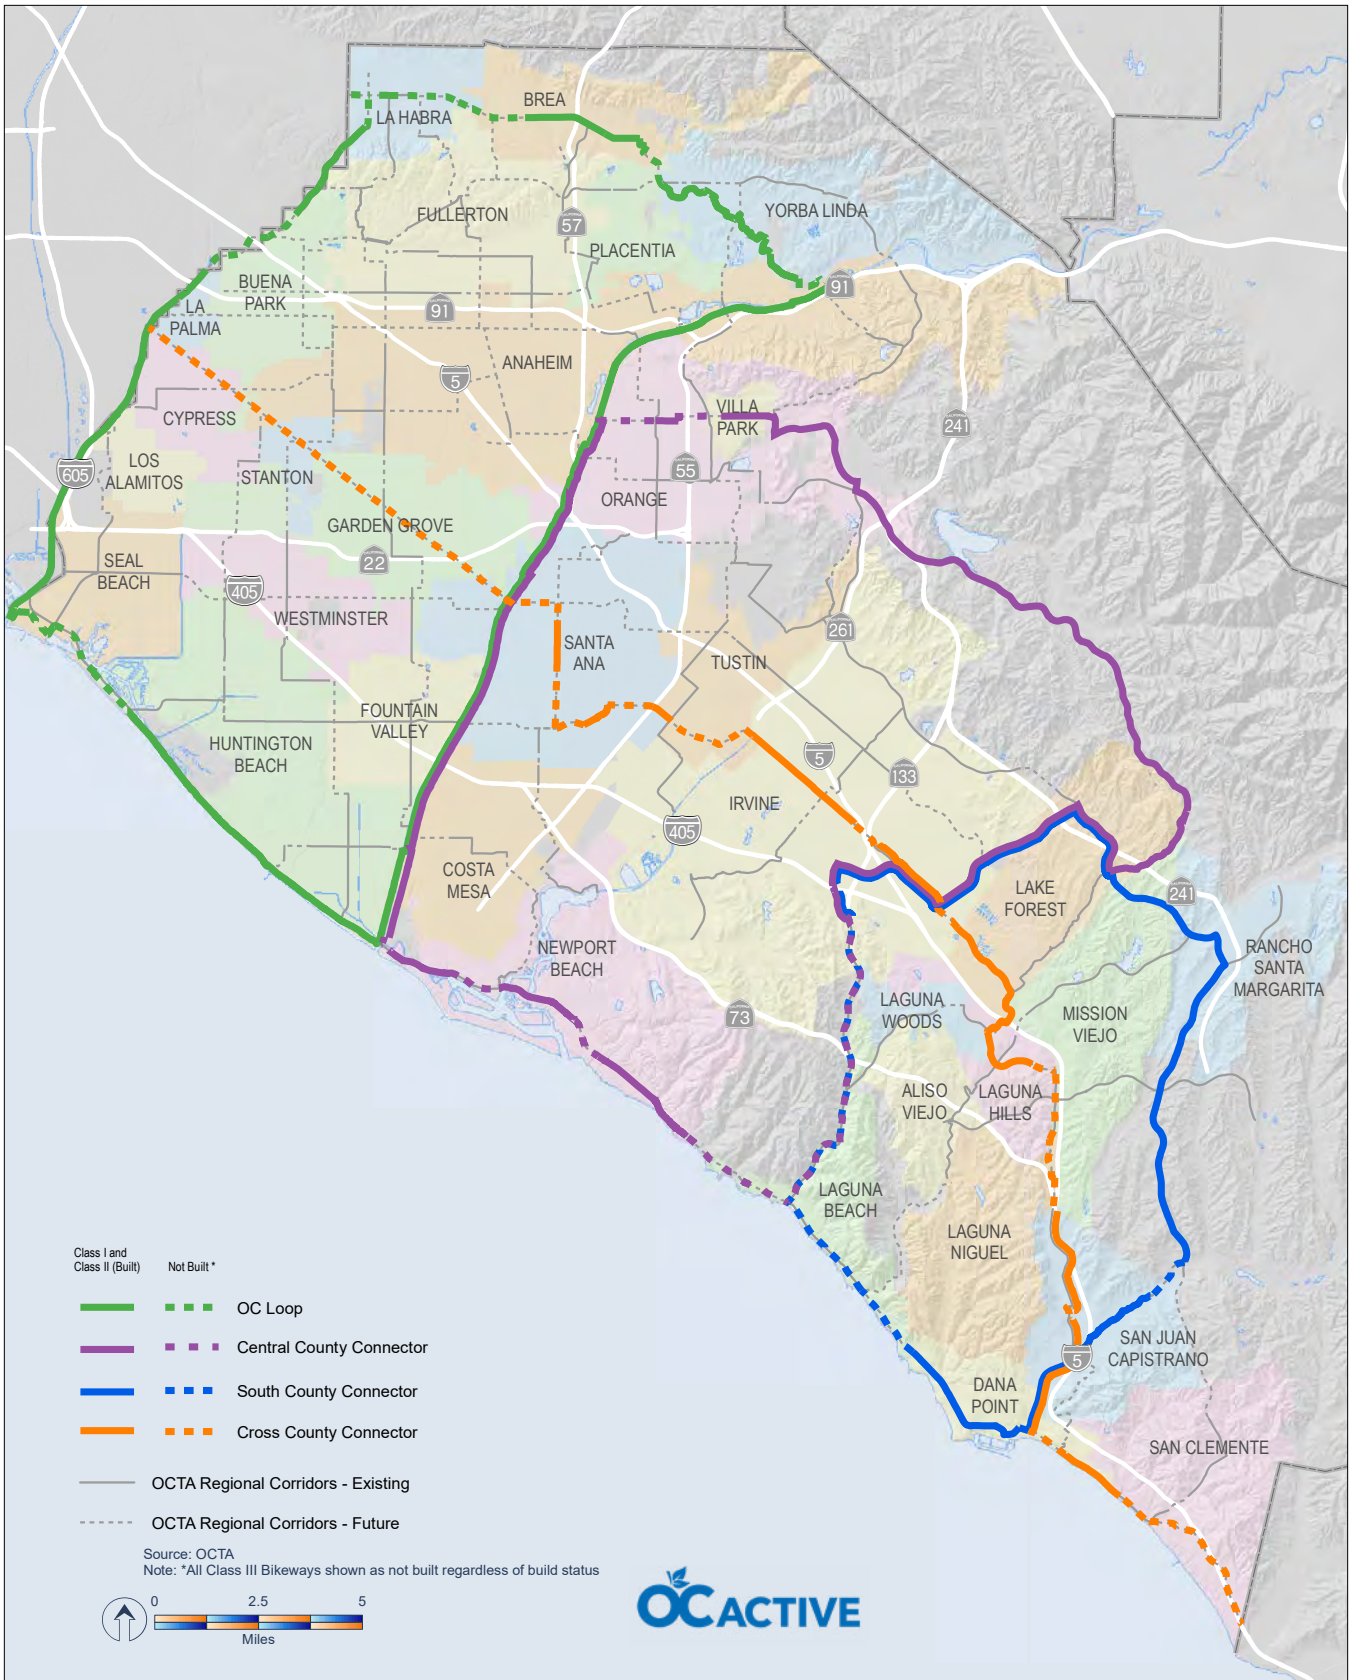 BREA
LA HABRA
FULLERTON
57
YORBA LINDA
PLACENTIA
BUENA
PARK
91
LA
PALMA
91
ANAHEIM
5
CYPRESS
VILLA
PARK
241
605
LOS
ALAMITOS
STANTON
55
ORANGE
GARDEN GROVE
22
SEAL
BEACH
405
WESTMINSTER
261
SANTA
ANA
TUSTIN
FOUNTAIN
VALLEY
HUNTINGTON
BEACH
5
133
IRVINE
405
COSTA
MESA
LAKE
FOREST
241
NEWPORT
BEACH
RANCHO
SANTA
MARGARITA
LAGUNA
WOODS
MISSION
VIEJO
73
ALISO
VIEJO
LAGUNA
HILLS
LAGUNA
BEACH
LAGUNA
NIGUEL
SAN JUAN
CAPISTRANO
5
DANA
POINT
SAN CLEMENTE
Class I and
Class II (Built)
Not Built *
OC Loop
Central County Connector
South County Connector
Cross County Connector
OCTA Regional Corridors - Existing
OCTA Regional Corridors - Future
Source: OCTA
Note: *All Class III Bikeways shown as not built regardless of build status
0 2.5 5
Miles
OC ACTIVE